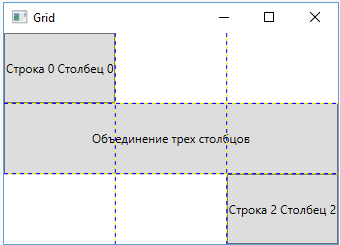 Grid
Строка 0 Столбец 0
Объединение трех столбцов
Строка 2 Столбец 2